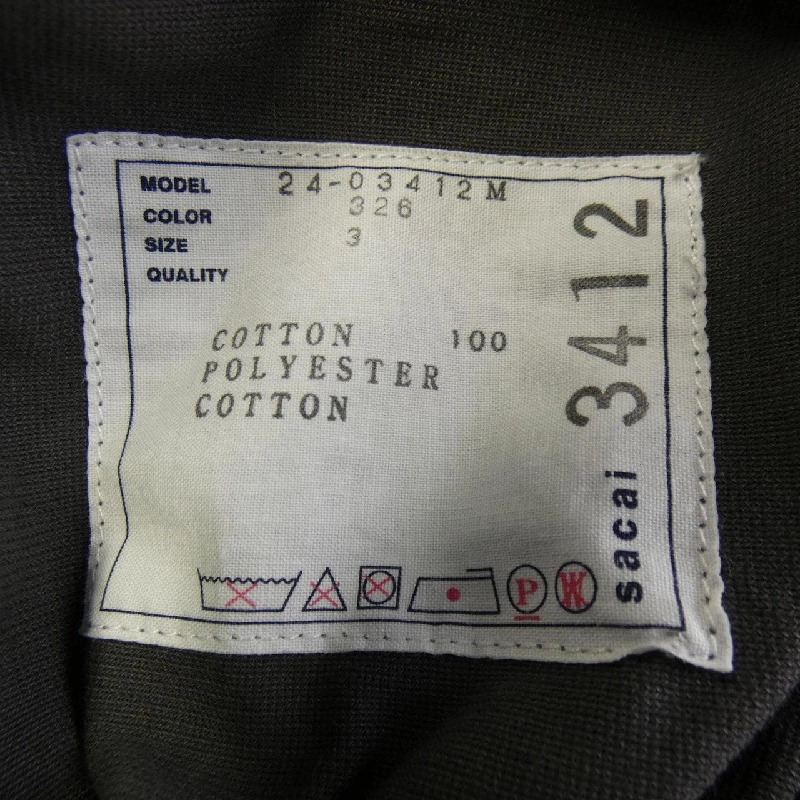 MODEL 24-03412M
COLOR 326
SIZE 3
QUALITY
COTTON 100
POLYESTER
COTTON
P W
sacai 3412